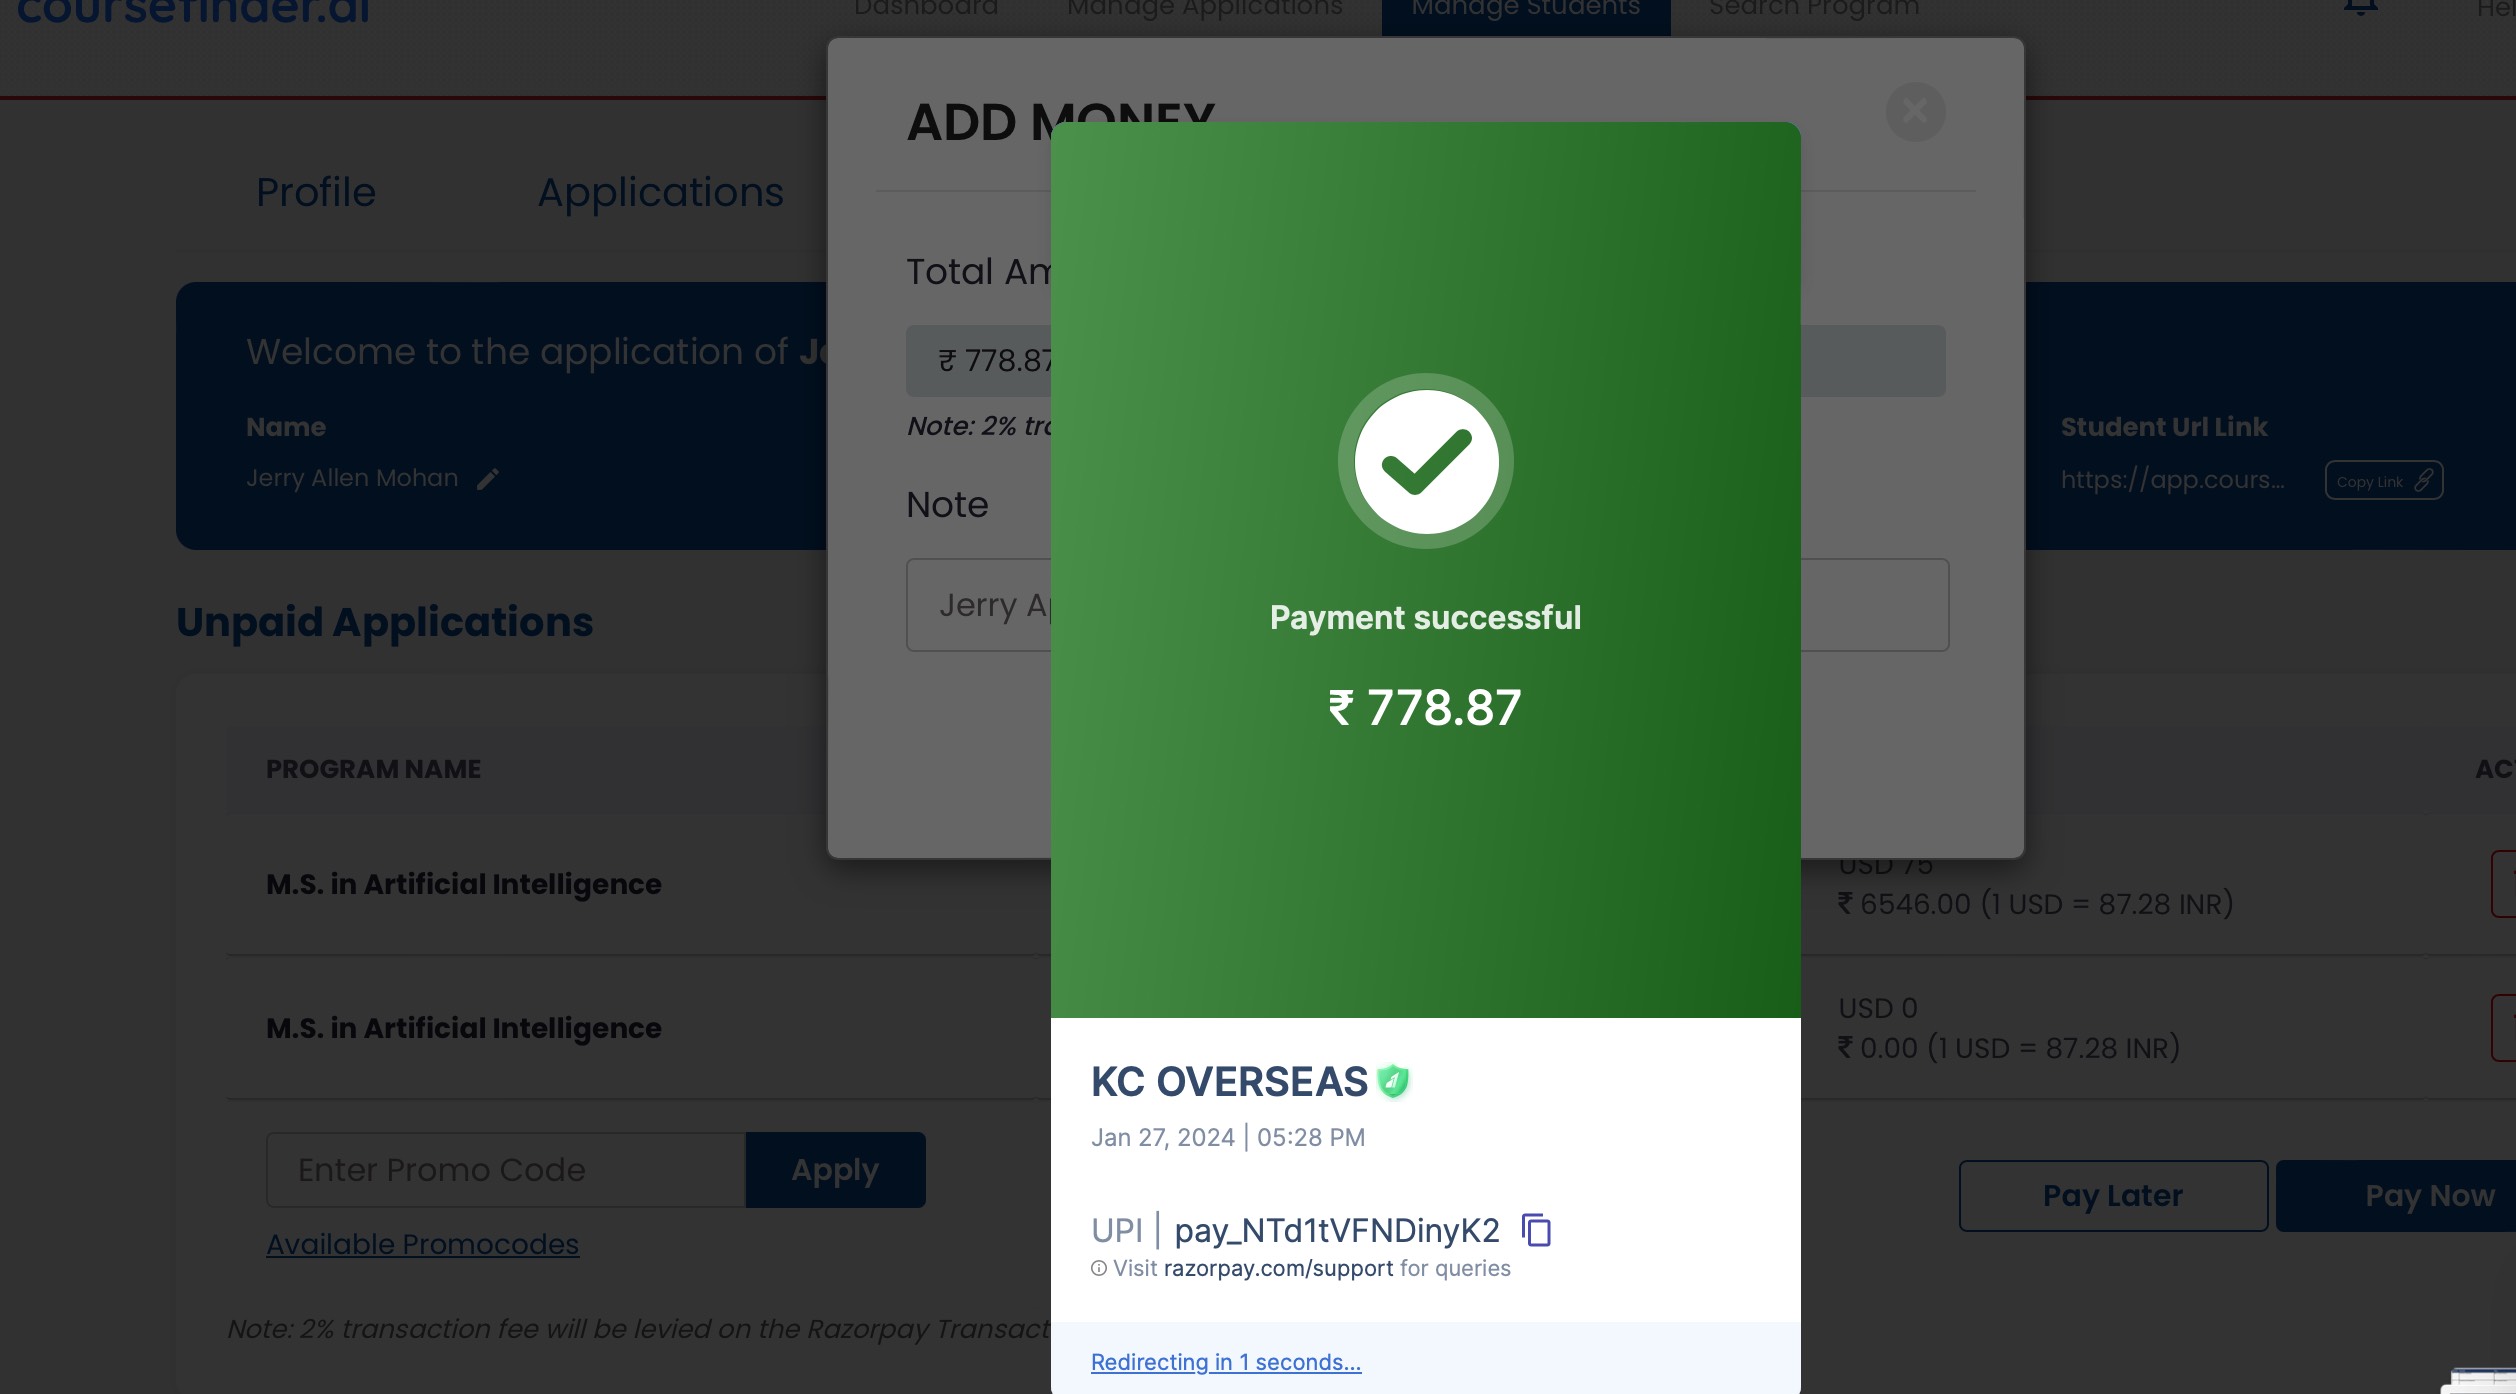 coursefinder.ai
Dashboard Manage Applications Manage Students Search Program
ADD MONEY
Profile Applications
Total Am
Welcome to the application of
₹ 778.87
Name
Note: 2%
Student Url Link
Jerry Allen Mohan
https://app.cours...
Copy Link
Note
Jerry
Unpaid Applications
Payment successful
₹ 778.87
PROGRAM NAME
M.S. in Artificial Intelligence
USD 75
₹ 6546.00 (1 USD = 87.28 INR)
M.S. in Artificial Intelligence
USD 0
₹ 0.00 (1 USD = 87.28 INR)
KC OVERSEAS
Jan 27, 2024 | 05:28 PM
Enter Promo Code
Apply
Pay Later
Pay Now
UPI | pay_NTd1tVFNDinyK2
Available Promocodes
Visit razorpay.com/support for queries
Note: 2% transaction fee will be levied on the Razorpay Transact
Redirecting in 1 seconds...